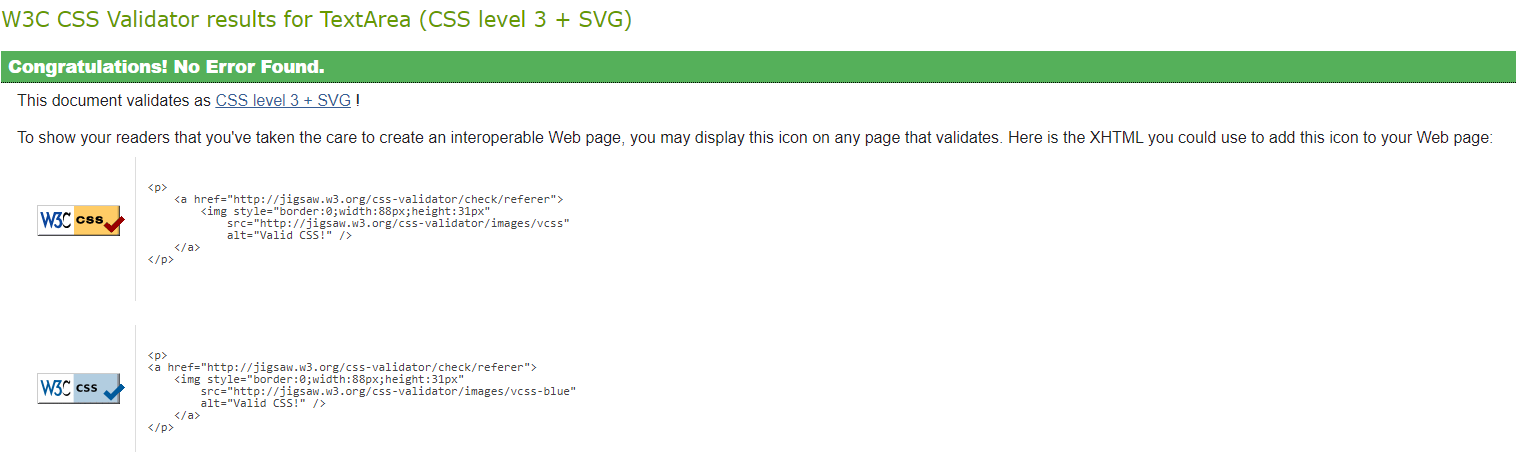 W3C CSS Validator results for TextArea (CSS level 3 + SVG)
Congratulations! No Error Found.
This document validates as CSS level 3 + SVG !
To show your readers that you've taken the care to create an interoperable Web page, you may display this icon on any page that validates. Here is the XHTML you could use to add this icon to your Web page:
W3C css
<p>
<a href="http://jigsaw.w3.org/css-validator/check/referer">
<img style="border:0;width:88px;height:31px"
src="http://jigsaw.w3.org/css-validator/images/vcss"
alt="Valid CSS!" />
</a>
</p>
W3C css
<p>
<a href="http://jigsaw.w3.org/css-validator/check/referer">
<img style="border:0;width:88px;height:31px"
src="http://jigsaw.w3.org/css-validator/images/vcss-blue"
alt="Valid CSS!" />
</a>
</p>